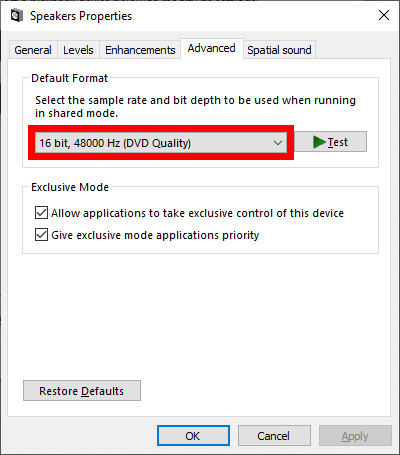 Speakers Properties
General Levels Enhancements Advanced Spatial sound
Default Format
Select the sample rate and bit depth to be used when running
in shared mode.
16 bit, 48000 Hz (DVD Quality)
Test
Exclusive Mode
Allow applications to take exclusive control of this device
Give exclusive mode applications priority
Restore Defaults
OK Cancel Apply